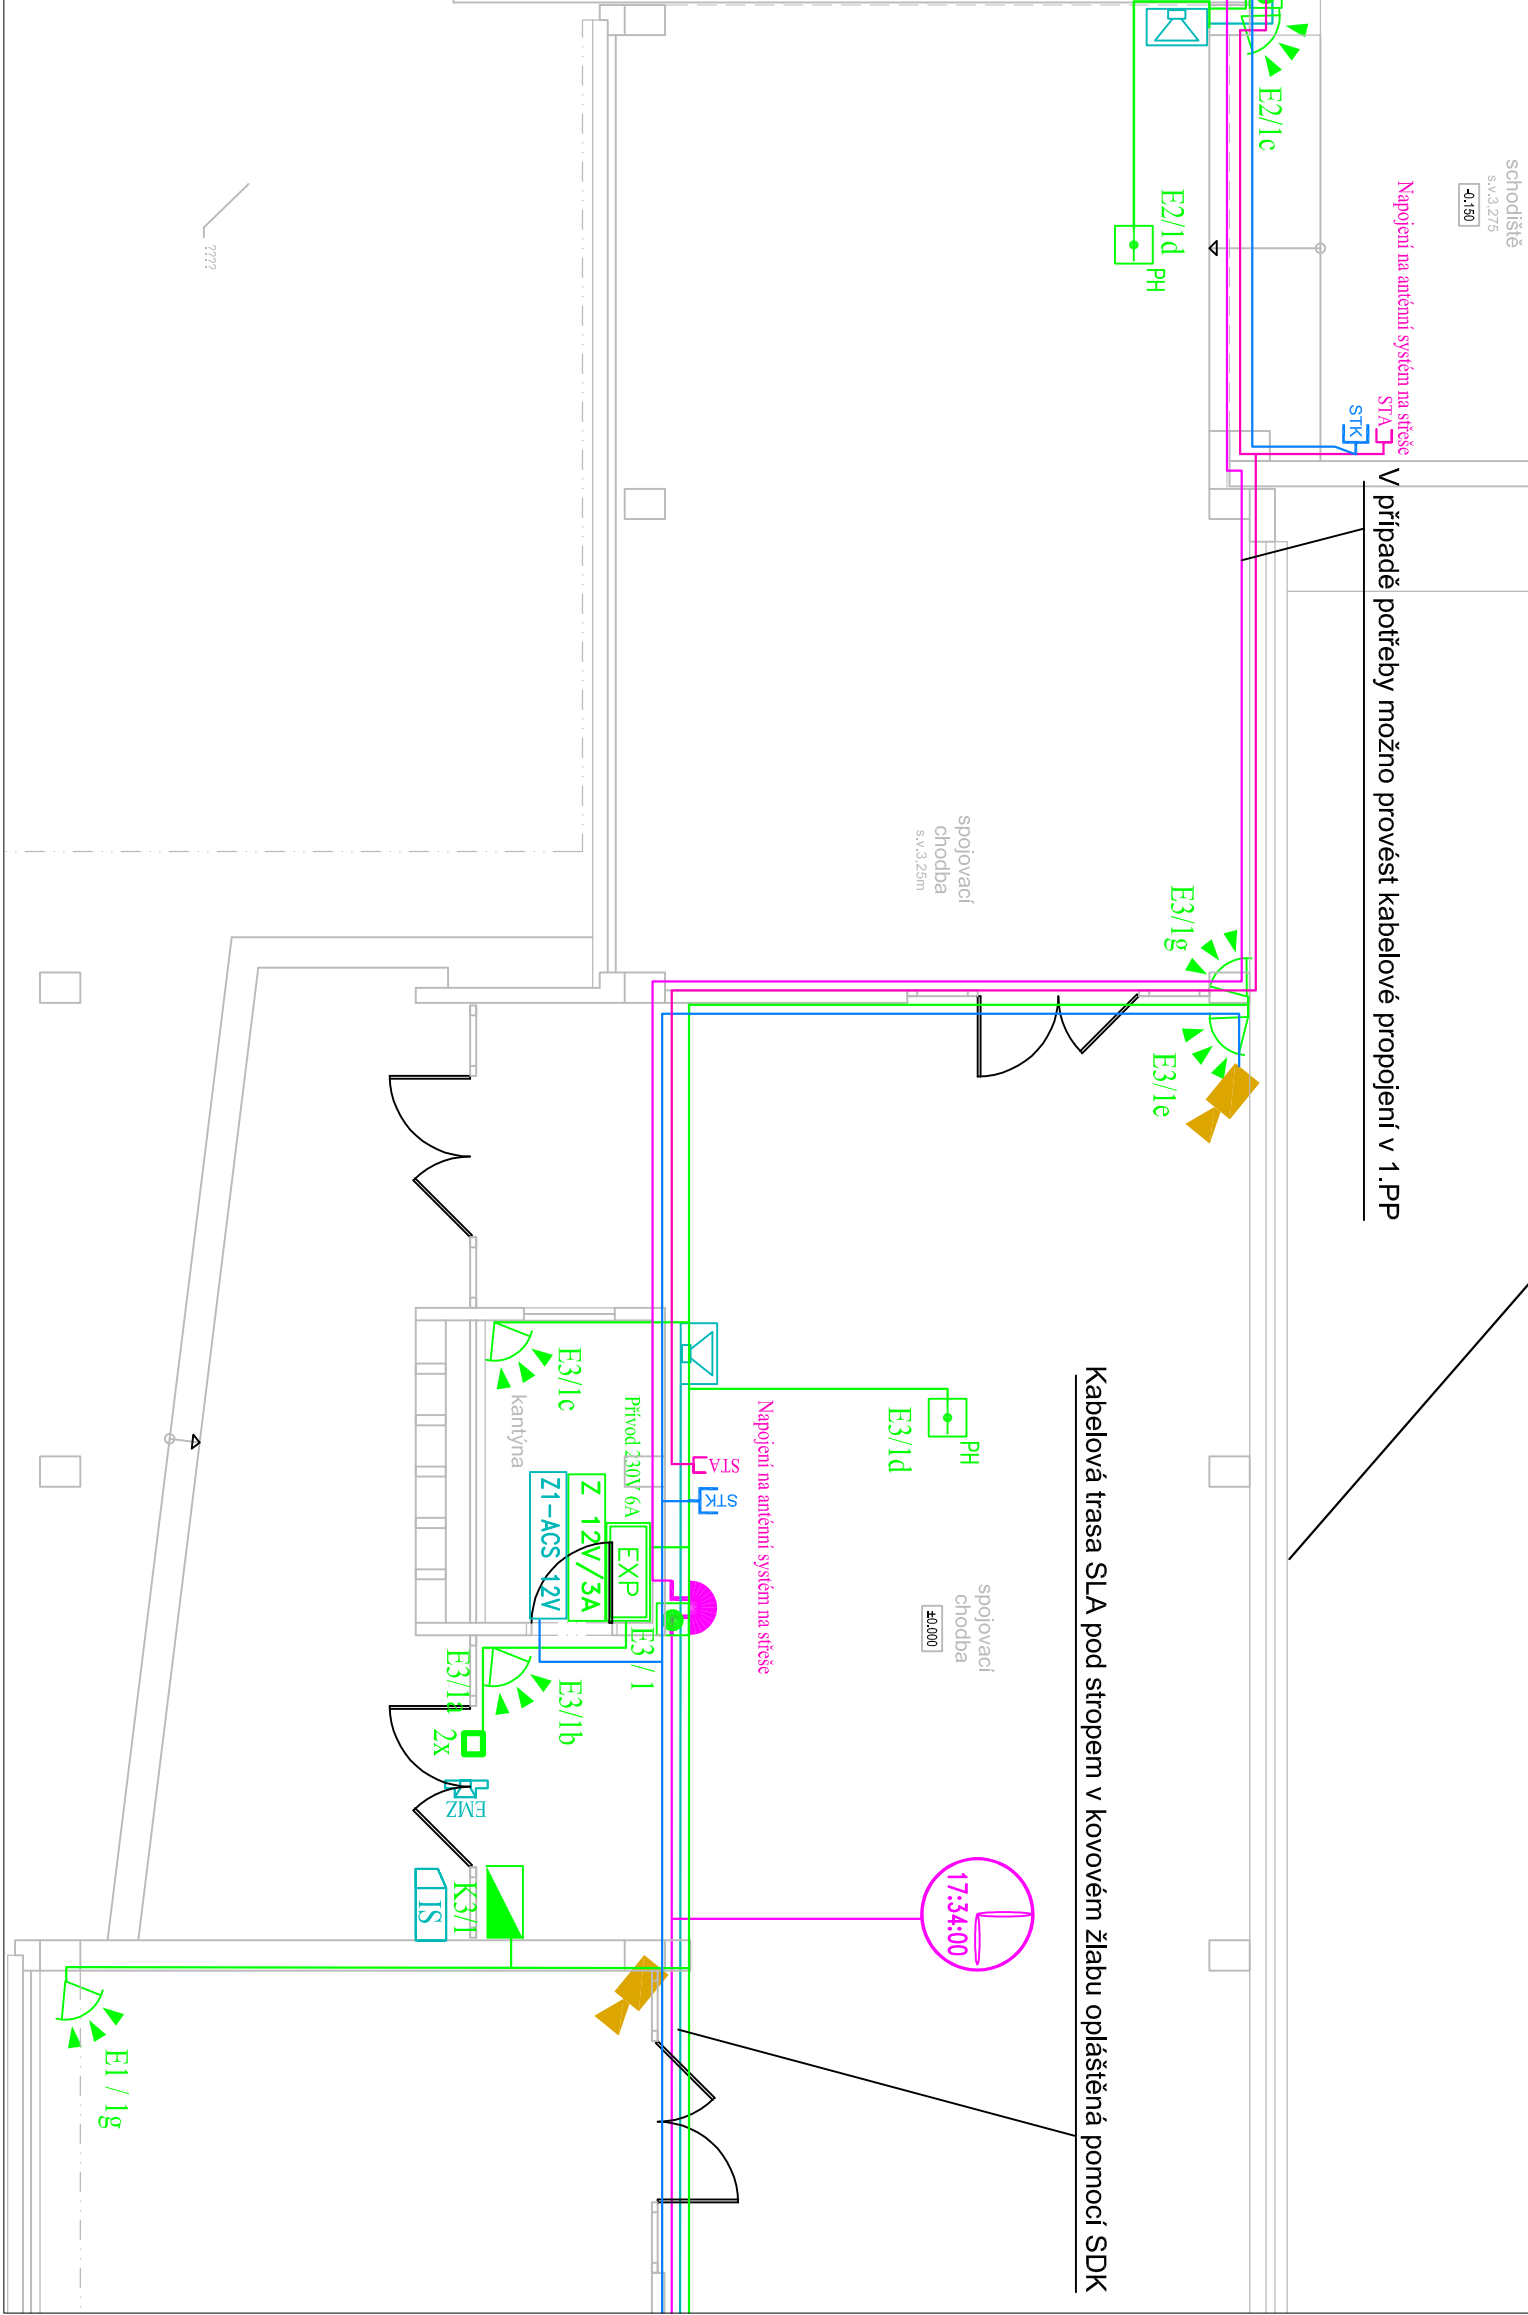 schodiště
s.v.3,275
-0.150
Napojení na anténní systém na střeše
STA
STK
V případě potřeby možno provést kabelové propojení v 1.PP
E2/1c
E2/1d
PH
????
spojovací
chodba
s.v.3,25m
E3/1g
E3/1e
Kabelová trasa SLA pod stropem v kovovém žlabu opláštěná pomocí SDK
PH
E3/1d
Napojení na anténní systém na střeše
STA
STK
E3/1c
kantýna
Přívod 230V 6A
EXP
Z 12V/3A
Z1-ACS 12V
E3/1
spojovací
chodba
±0.000
E3/1b
E3/1a
2x
EMZ
17:34:00
K3/1
IS
E1/1g